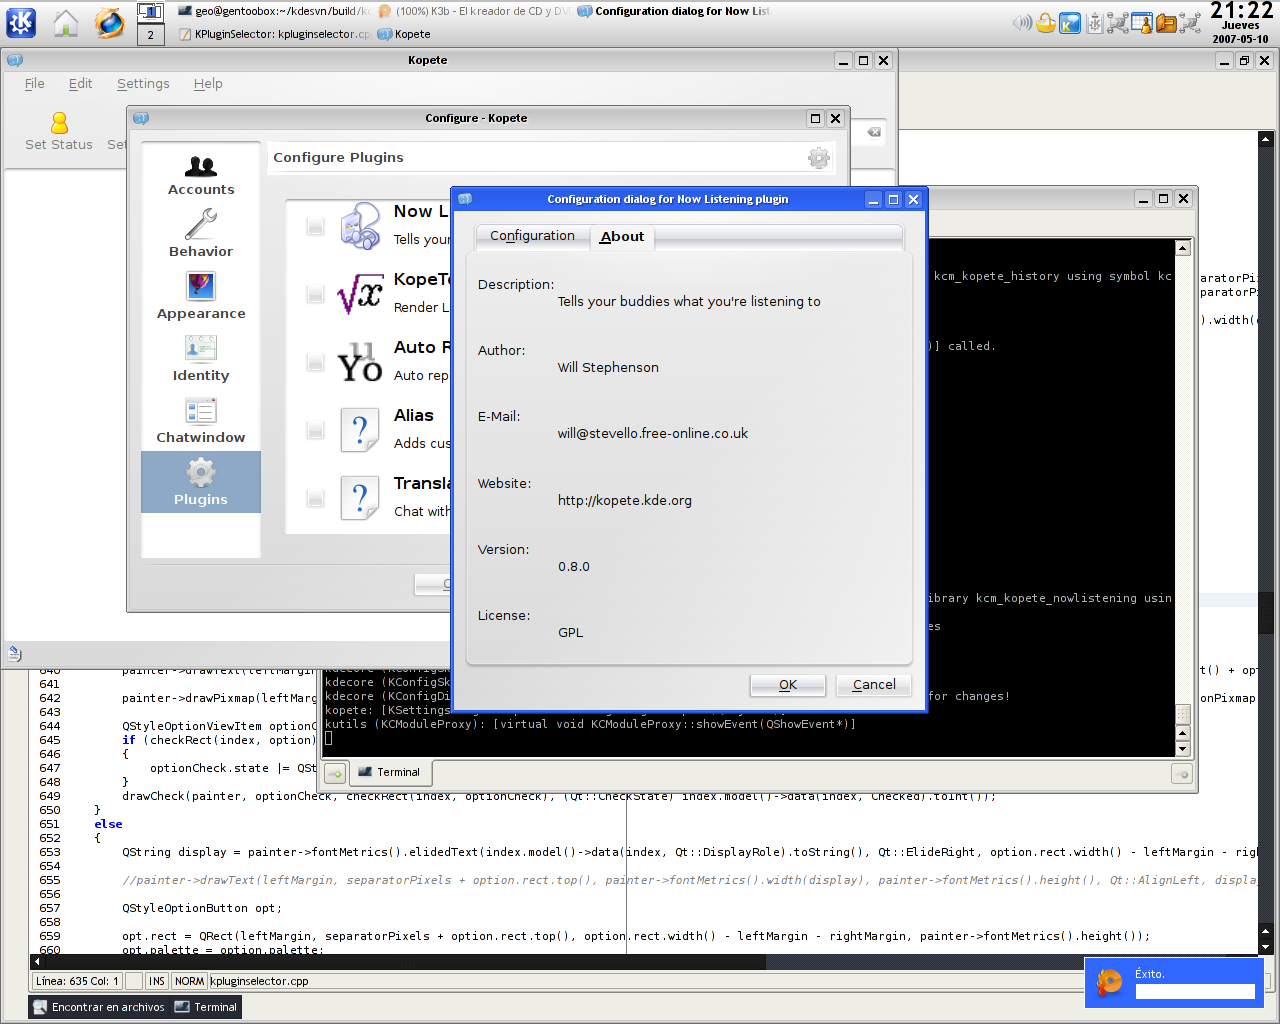 geo@gentoobox:~/kdesvn/build/k
(100%) K3b - El kreador de CD y DV
Configuration dialog for Now List
KPluginSelector: kpluginselector.cp
Kopete
1
2
21:22
Jueves
2007-05-10
Kopete
File Edit Settings Help
Set Status
Configure - Kopete
Accounts
Behavior
Appearance
Identity
Chatwindow
Plugins
Configure Plugins
Now L
Tells your
KopeTe
Render L
Auto R
Auto rep
Alias
Adds cus
Transla
Chat with
Configuration dialog for Now Listening plugin
Configuration
About
Description:
Tells your buddies what you're listening to
Author:
Will Stephenson
E-Mail:
will@stevello.free-online.co.uk
Website:
http://kopete.kde.org
Version:
0.8.0
License:
GPL
OK
Cancel
kcm_kopete_history using symbol kc
)] called.
ibrary kcm_kopete_nowlistening usin
es
kdecore (KConfigSk
kdecore (KConfigDi
for changes!
kopete: [KSettings
kutils (KCModuleProxy): [virtual void KCModuleProxy::showEvent(QShowEvent*)]
Terminal
aratorPi
paratorPi
).width(
640 painter->drawText(leftMar
t() + opt
641
642 painter->drawPixmap(leftMarg
onPixmap
643
644 QStyleOptionViewItem optionC
645 if (checkRect(index, option)
646 {
647 optionCheck.state |= QSt
648 }
649 drawCheck(painter, optionCheck, checkRect(index, optionCheck), (Qt::CheckState) index.model()->data(index, Checked).toInt());
650 }
651 else
652 {
653 QString display = painter->fontMetrics().elidedText(index.model()->data(index, Qt::DisplayRole).toString(), Qt::ElideRight, option.rect.width() - leftMargin - righ
654
655 //painter->drawText(leftMargin, separatorPixels + option.rect.top(), painter->fontMetrics().width(display), painter->fontMetrics().height(), Qt::AlignLeft, displa
656
657 QStyleOptionButton opt;
658
659 opt.rect = QRect(leftMargin, separatorPixels + option.rect.top(), option.rect.width() - leftMargin - rightMargin, painter->fontMetrics().height());
660 opt.palette = option.palette;
Línea: 635 Col: 1 INS NORM kpluginselector.cpp
Encontrar en archivos
Terminal
Éxito.